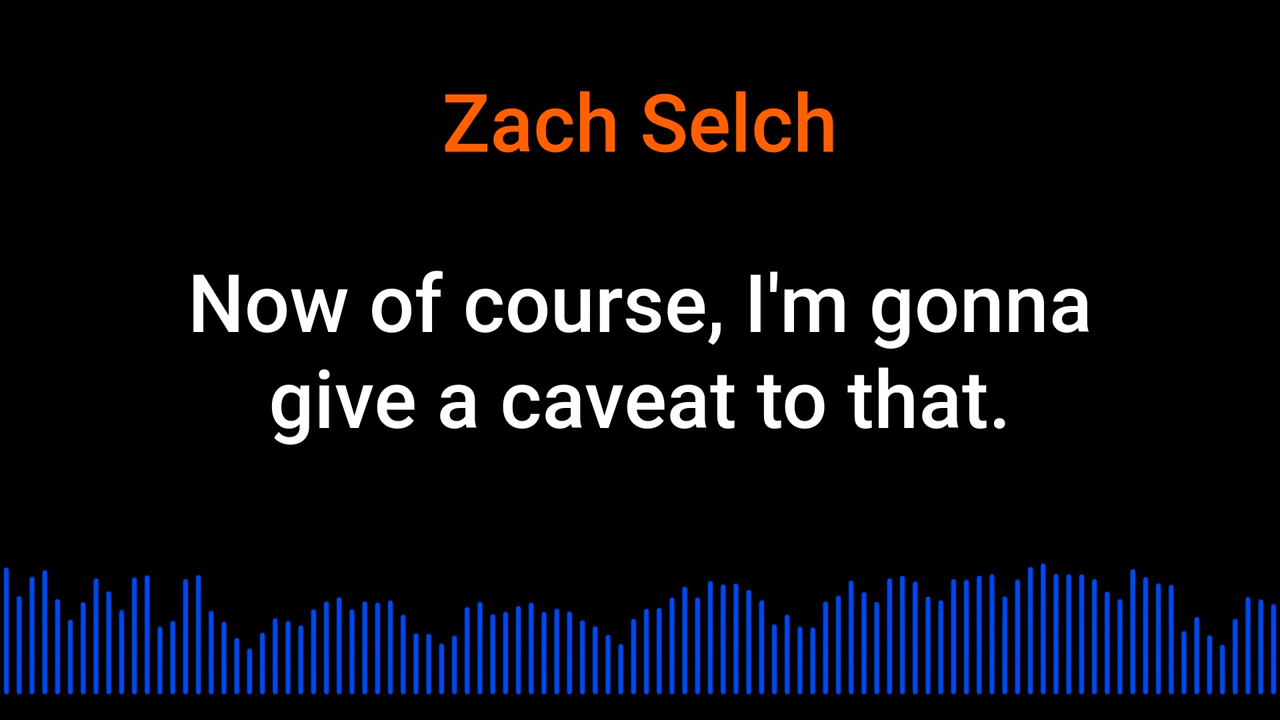 Zach Selch
Now of course, I'm gonna
give a caveat to that.